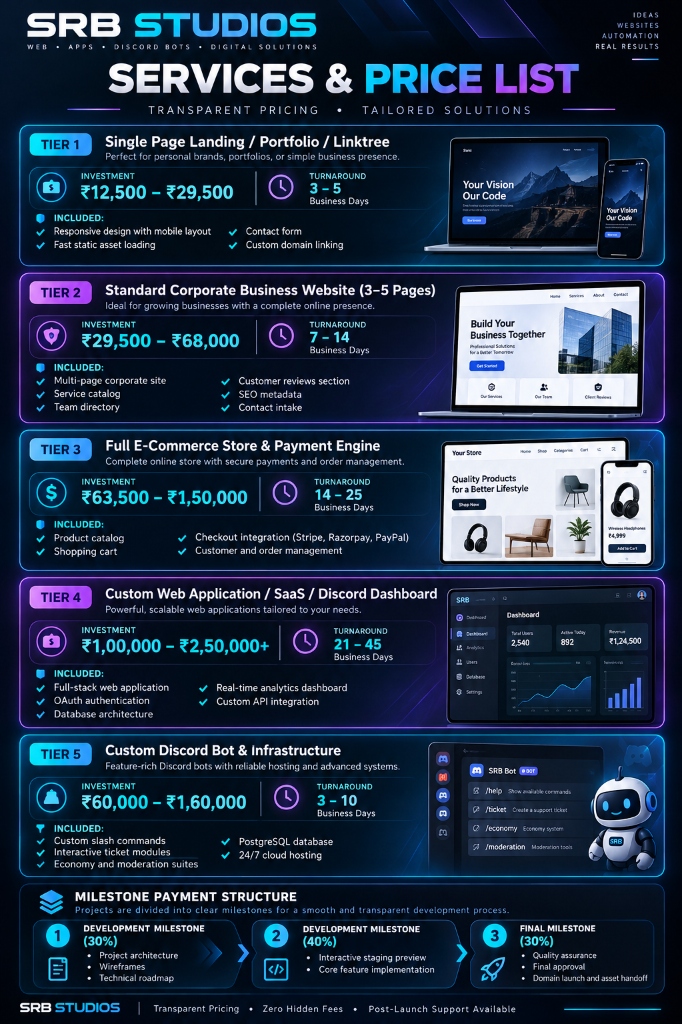 SRB STUDIOS
WEB • APPS • DISCORD BOTS • DIGITAL SOLUTIONS
IDEAS
WEBSITES
AUTOMATION
REAL RESULTS
SERVICES & PRICE LIST
TRANSPARENT PRICING • TAILORED SOLUTIONS
TIER 1
Single Page Landing / Portfolio / Linktree
Perfect for personal brands, portfolios, or simple business presence.
INVESTMENT
₹12,500 – ₹29,500
TURNAROUND
3 – 5
Business Days
INCLUDED:
Responsive design with mobile layout
Fast static asset loading
Contact form
Custom domain linking
Your Vision
Our Code
Your Vision
Our Code
TIER 2
Standard Corporate Business Website (3–5 Pages)
Ideal for growing businesses with a complete online presence.
INVESTMENT
₹29,500 – ₹68,000
TURNAROUND
7 – 14
Business Days
INCLUDED:
Multi-page corporate site
Service catalog
Team directory
Customer reviews section
SEO metadata
Contact intake
Home Services About Contact
Build Your
Business Together
Professional Solutions
for a Better Tomorrow
Get Started
Our Services
Our Team
Client Reviews
TIER 3
Full E-Commerce Store & Payment Engine
Complete online store with secure payments and order management.
INVESTMENT
₹63,500 – ₹1,50,000
TURNAROUND
14 – 25
Business Days
INCLUDED:
Product catalog
Shopping cart
Checkout integration (Stripe, Razorpay, PayPal)
Customer and order management
Your Store
Home Shop Categories Cart
Quality Products
for a Better Lifestyle
Shop Now
Wireless Headphones
₹4,999
Add to Cart
TIER 4
Custom Web Application / SaaS / Discord Dashboard
Powerful, scalable web applications tailored to your needs.
INVESTMENT
₹1,00,000 – ₹2,50,000+
TURNAROUND
21 – 45
Business Days
INCLUDED:
Full-stack web application
OAuth authentication
Database architecture
Real-time analytics dashboard
Custom API integration
SRB
Dashboard
Dashboard
Analytics
Users
Database
Settings
Dashboard
Total Users
2,540
Active Today
892
Revenue
₹1,24,500
TIER 5
Custom Discord Bot & Infrastructure
Feature-rich Discord bots with reliable hosting and advanced systems.
INVESTMENT
₹60,000 – ₹1,60,000
TURNAROUND
3 – 10
Business Days
INCLUDED:
Custom slash commands
Interactive ticket modules
Economy and moderation suites
PostgreSQL database
24/7 cloud hosting
SRB Bot BOT
/help Show available commands
/ticket Create a support ticket
/economy Economy system
/moderation Moderation tools
SRB
MILESTONE PAYMENT STRUCTURE
Projects are divided into clear milestones for a smooth and transparent development process.
1
DEVELOPMENT MILESTONE
(30%)
• Project architecture
• Wireframes
• Technical roadmap
2
DEVELOPMENT MILESTONE
(40%)
• Interactive staging preview
• Core feature implementation
3
FINAL MILESTONE
(30%)
• Quality assurance
• Final approval
• Domain launch and asset handoff
SRB STUDIOS
Transparent Pricing • Zero Hidden Fees • Post-Launch Support Available